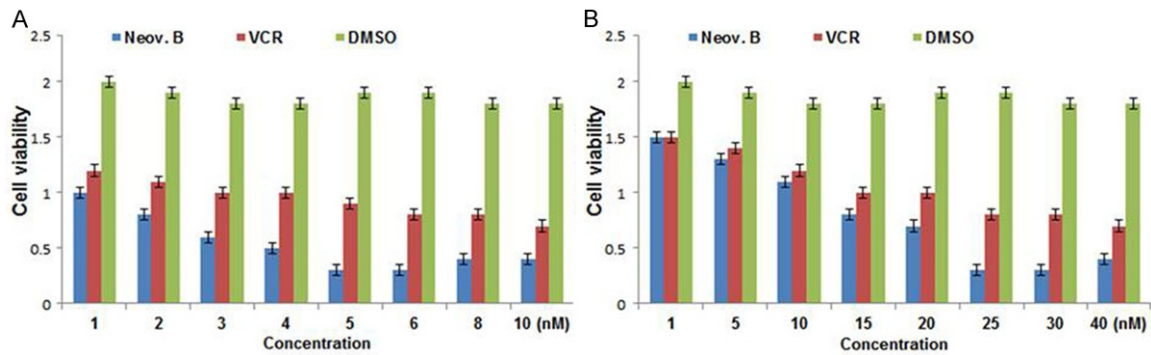 A
Neov. B VCR DMSO
Cell viability
2.5
2
1.5
1
0.5
0
1 2 3 4 5 6 8 10 (nM)
Concentration
B
Neov. B VCR DMSO
Cell viability
2.5
2
1.5
1
0.5
0
1 5 10 15 20 25 30 40 (nM)
Concentration